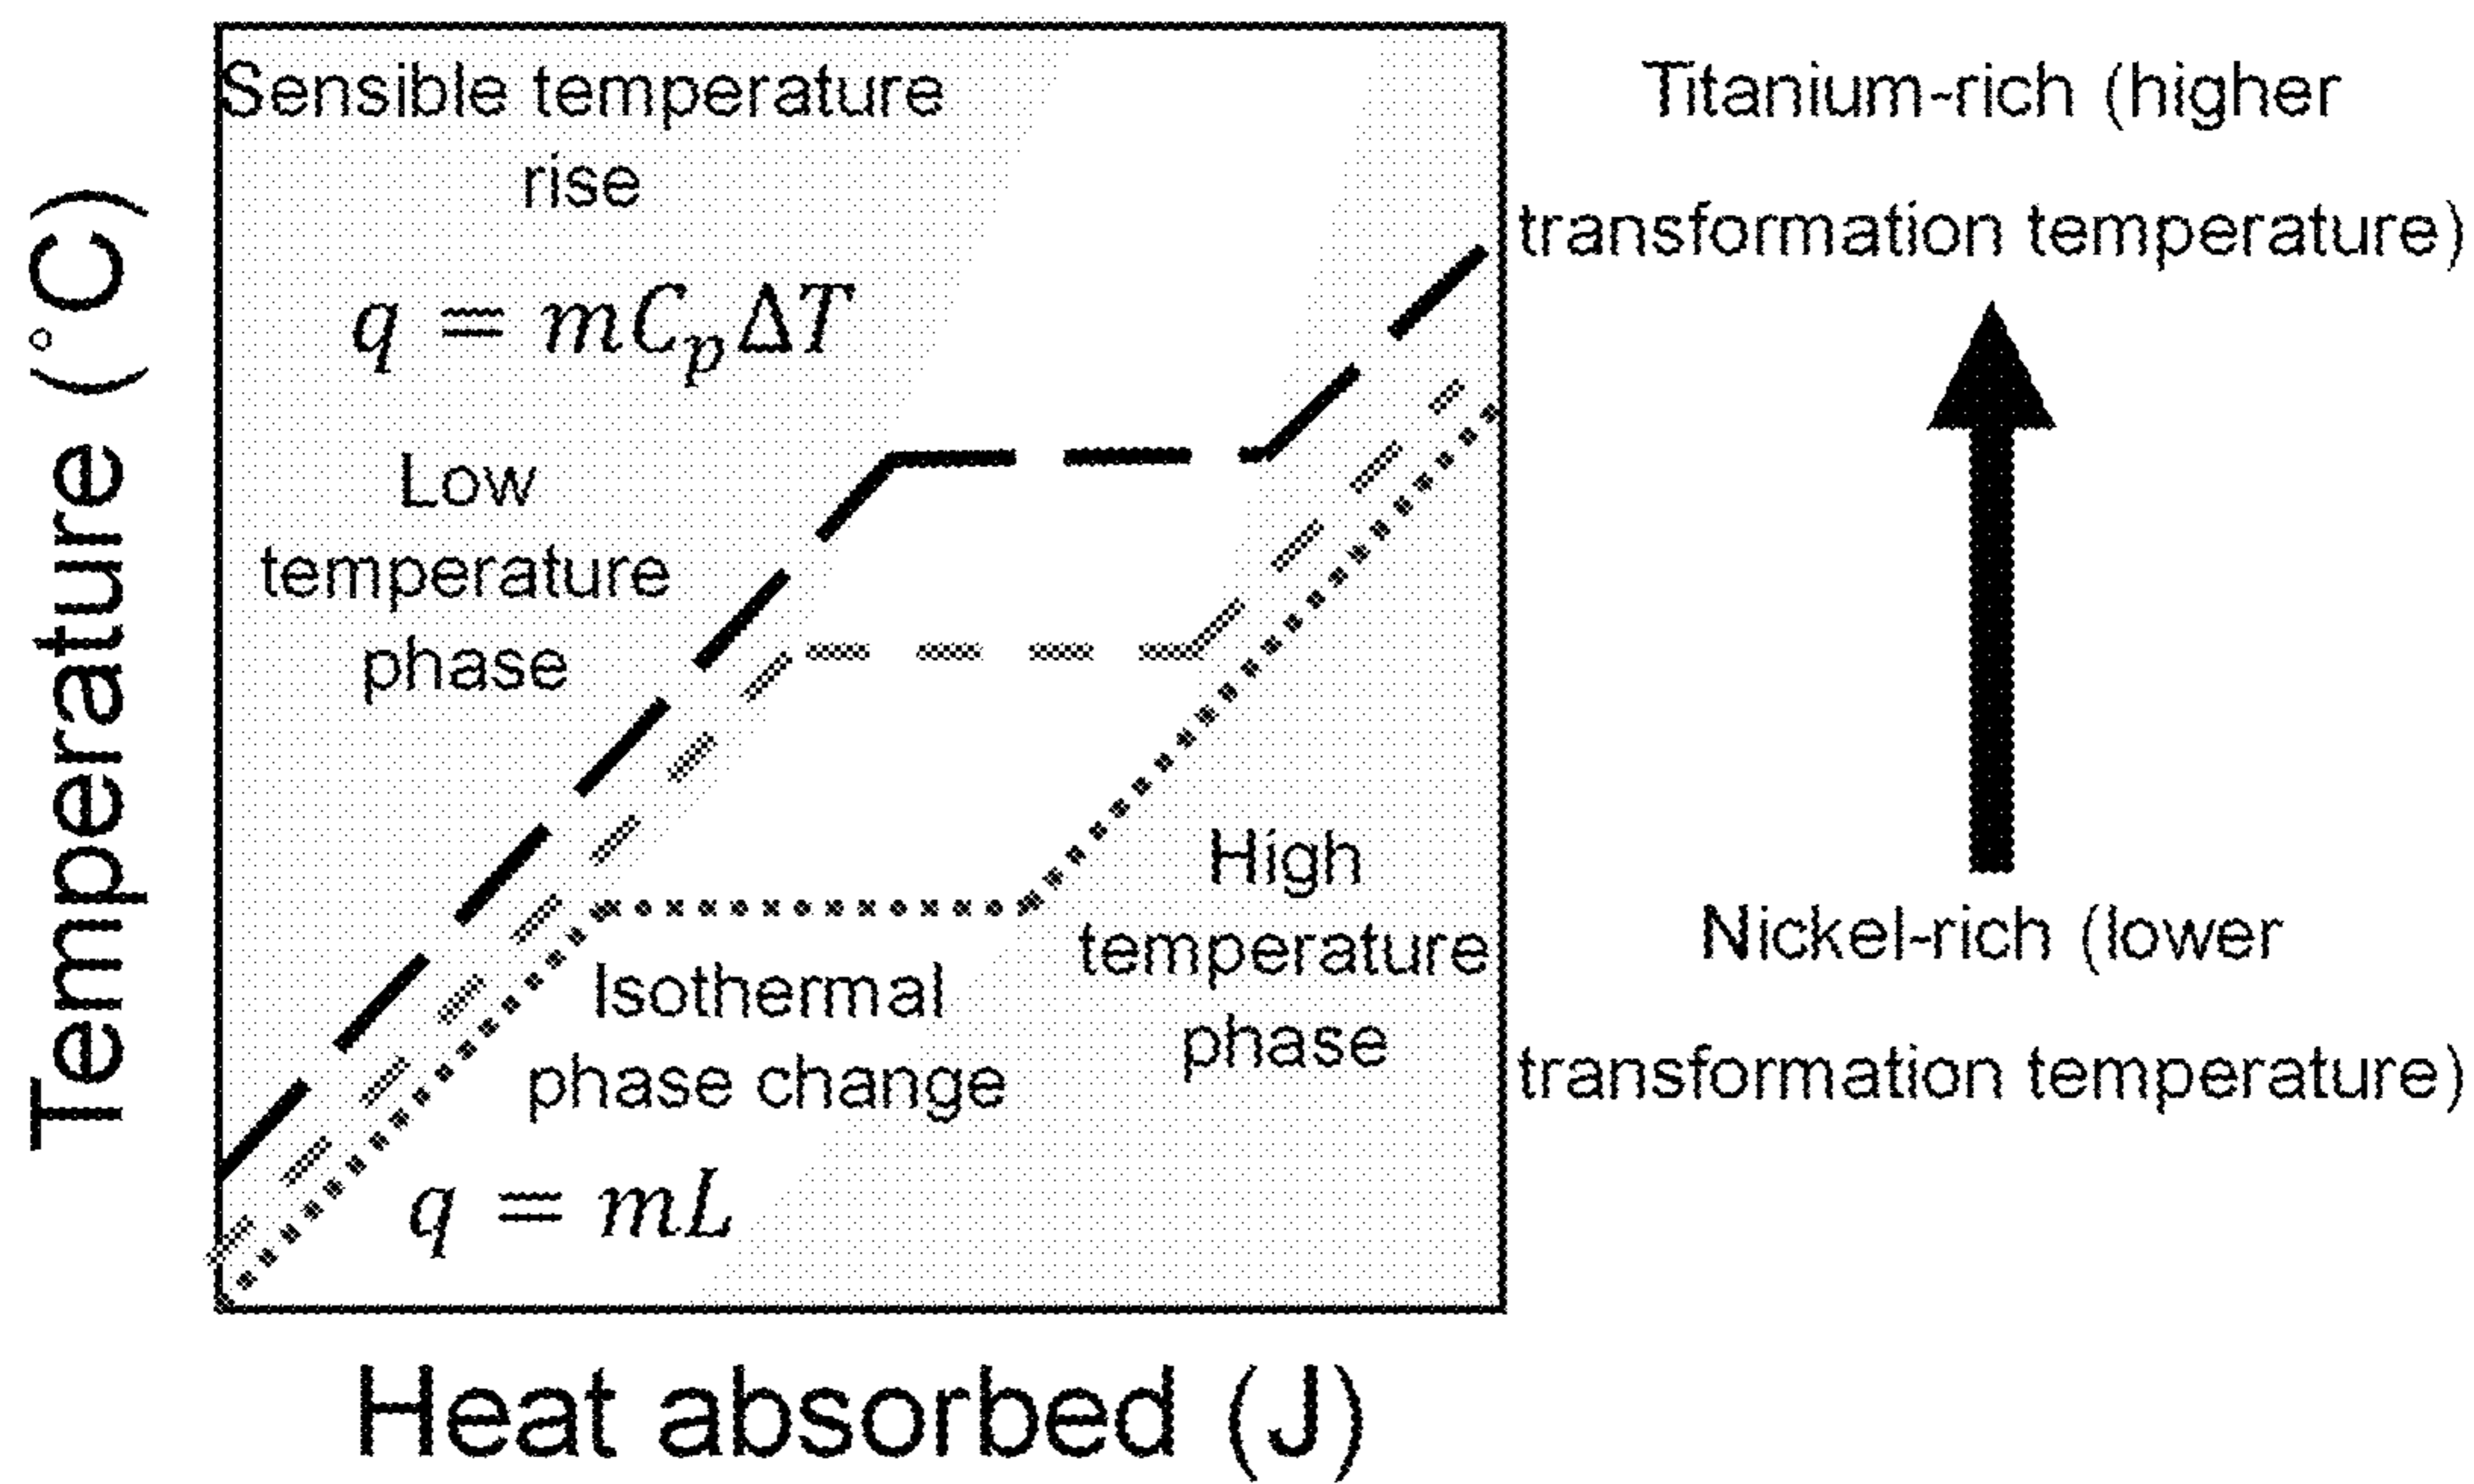 Temperature (°C)
Sensible temperature
rise
q = mCₚΔT
Low
temperature
phase
Isothermal
phase change
q = mL
High
temperature
phase
Heat absorbed (J)
Titanium-rich (higher
transformation temperature)
Nickel-rich (lower
transformation temperature)